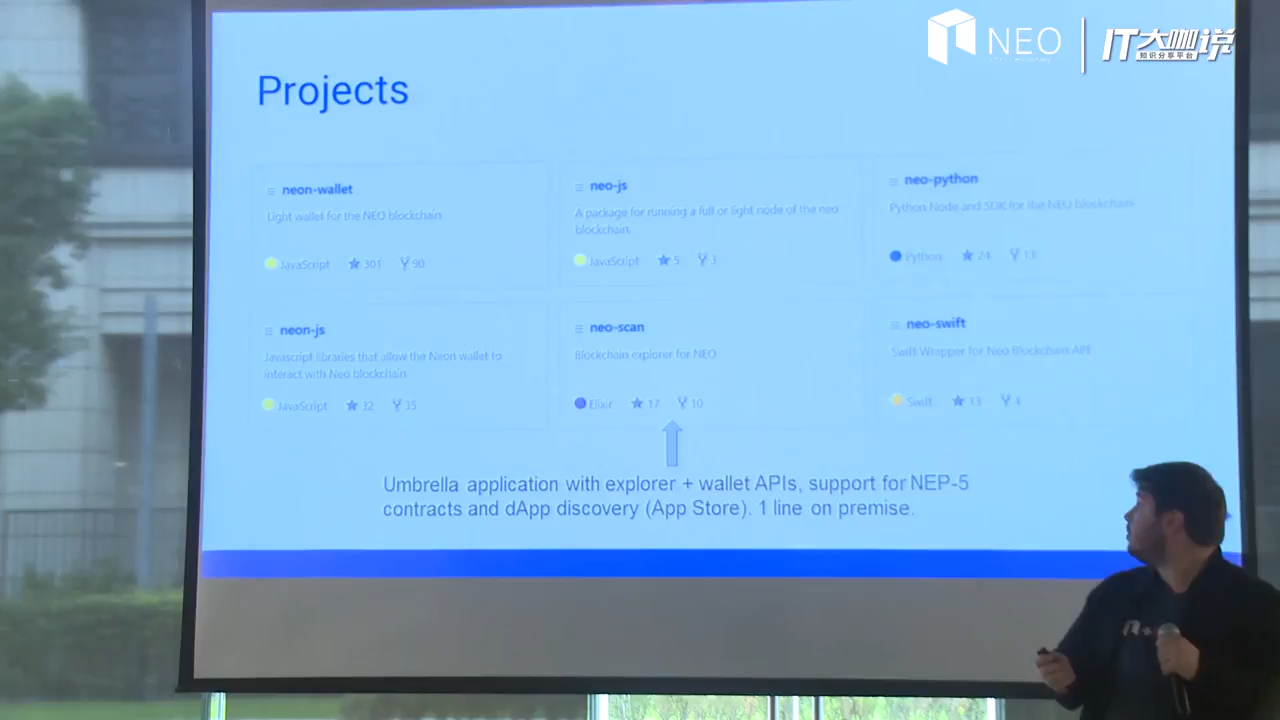 NEO
IT大咖说
知识分享平台
Projects
neon-wallet
Light wallet for the NEO blockchain
JavaScript 301 90
neo-js
A package for running a full or light node of the neo
blockchain.
JavaScript 5 3
neo-python
Python Node and SDK for the NEO blockchain
Python 24 13
neon-js
Javascript libraries that allow the Neon wallet to
interact with Neo blockchain
JavaScript 32 35
neo-scan
Blockchain explorer for NEO
Elixir 17 10
neo-swift
Swift Wrapper for Neo Blockchain API
Swift 13 4
Umbrella application with explorer + wallet APIs, support for NEP-5
contracts and dApp discovery (App Store). 1 line on premise.